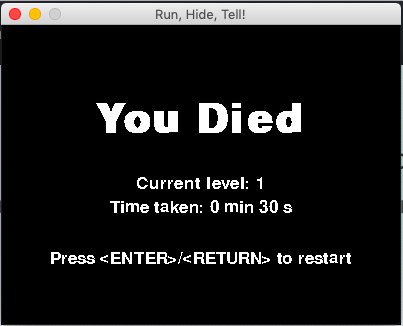 Run, Hide, Tell!
You Died
Current level: 1
Time taken: 0 min 30 s
Press <ENTER>/<RETURN> to restart